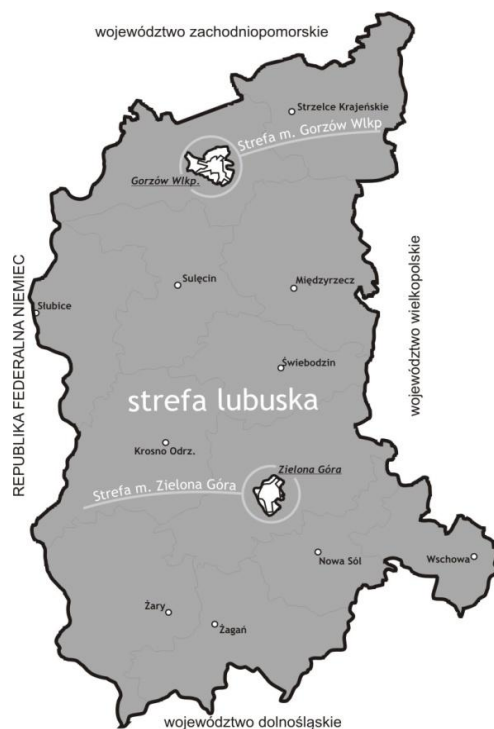 województwo zachodniopomorskie
Strzelce Krajeńskie
Strefa m. Gorzów Wlkp
Gorzów Wlkp.
REPUBLIKA FEDERALNA NIEMIEC
województwo wielkopolskie
Sulęcin
Międzyrzecz
Słubice
Świebodzin
strefa lubuska
Krosno Odrz.
Zielona Góra
Strefa m. Zielona Góra
Nowa Sól
Wschowa
Żary
Żagań
województwo dolnośląskie